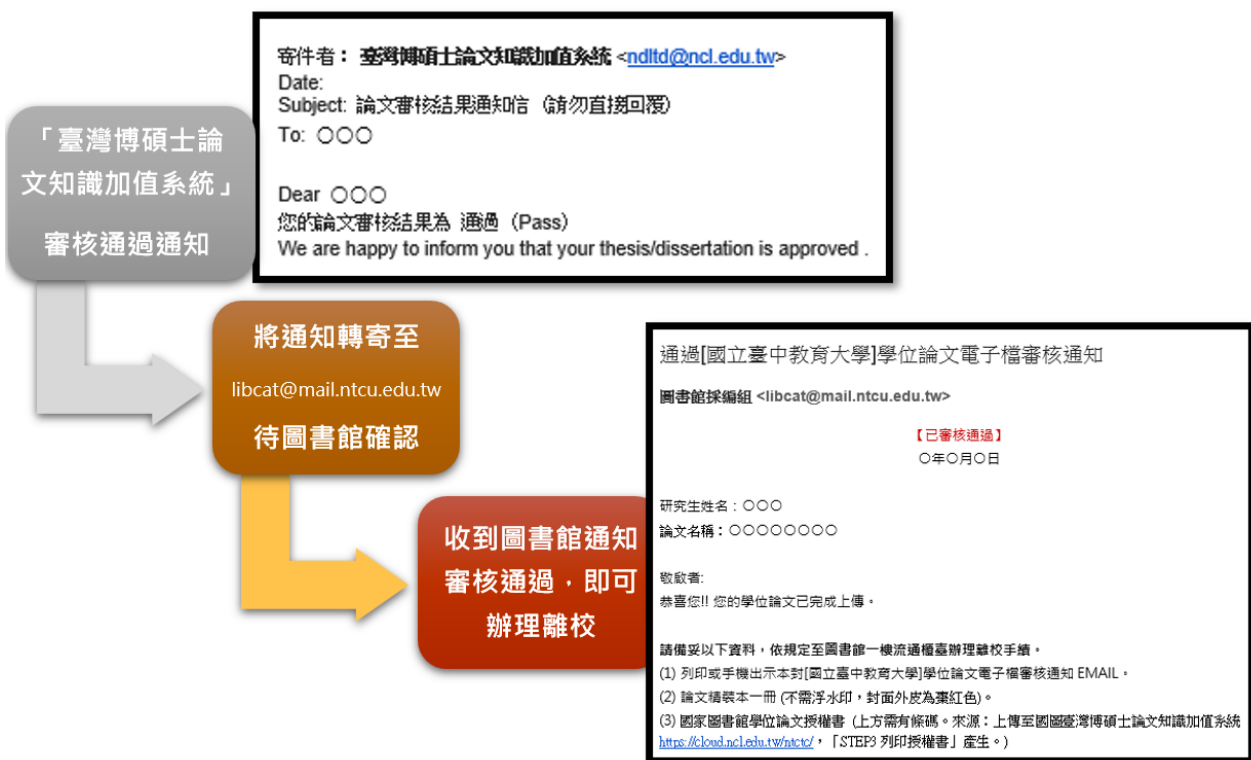 寄件者： 臺灣博碩士論文知識加值系統 <ndltd@ncl.edu.tw>
Date:
Subject: 論文審核結果通知信（請勿直接回覆）
To: ○○○
Dear ○○○
您的論文審核結果為 通過（Pass）
We are happy to inform you that your thesis/dissertation is approved .
「臺灣博碩士論
文知識加值系統」
審核通過通知
將通知轉寄至
libcat@mail.ntcu.edu.tw
待圖書館確認
收到圖書館通知
審核通過，即可
辦理離校
通過[國立臺中教育大學]學位論文電子檔審核通知
圖書館採編組 <libcat@mail.ntcu.edu.tw>
【已審核通過】
○年○月○日
研究生姓名：○○○
論文名稱：○○○○○○○○
敬啟者:
恭喜您!! 您的學位論文已完成上傳。
請備妥以下資料，依規定至圖書館一樓流通櫃臺辦理離校手續。
(1) 列印或手機出示本封[國立臺中教育大學]學位論文電子檔審核通知 EMAIL。
(2) 論文精裝本一冊 (不需浮水印，封面外皮為棗紅色)。
(3) 國家圖書館學位論文授權書 (上方需有條碼。來源：上傳至國圖臺灣博碩士論文知識加值系統
https://cloud.ncl.edu.tw/ntctc/，「STEP3 列印授權書」產生。)